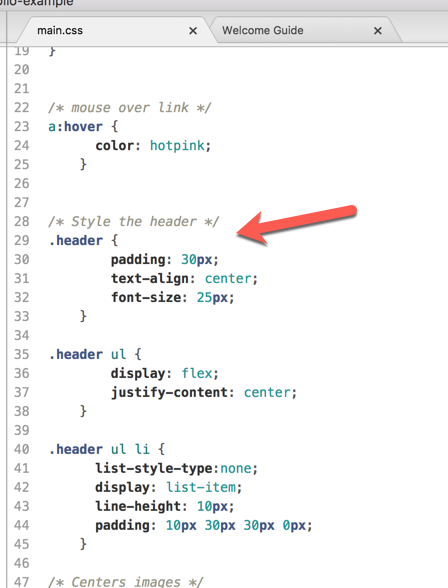 olio-example
main.css × Welcome Guide ×
19 }
20
21
22 /* mouse over link */
23 a:hover {
24 color: hotpink;
25 }
26
27
28 /* Style the header */
29 .header {
30 padding: 30px;
31 text-align: center;
32 font-size: 25px;
33 }
34
35 .header ul {
36 display: flex;
37 justify-content: center;
38 }
39
40 .header ul li {
41 list-style-type:none;
42 display: list-item;
43 line-height: 10px;
44 padding: 10px 30px 30px 0px;
45 }
46
47 /* Centers images */